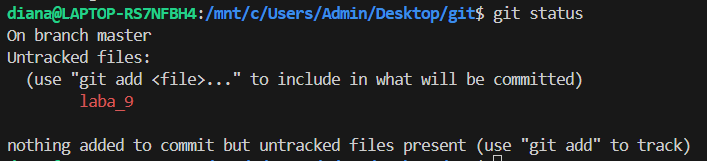 diana@LAPTOP-RS7NFBH4:/mnt/c/Users/Admin/Desktop/git$ git status
On branch master
Untracked files:
  (use "git add <file>..." to include in what will be committed)
        laba_9

nothing added to commit but untracked files present (use "git add" to track)